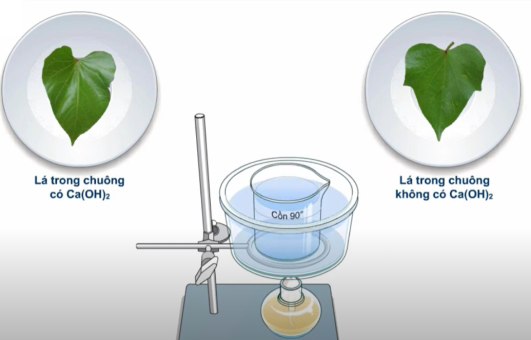 Lá trong chuông
có Ca(OH)₂
Lá trong chuông
không có Ca(OH)₂
Cồn 90°